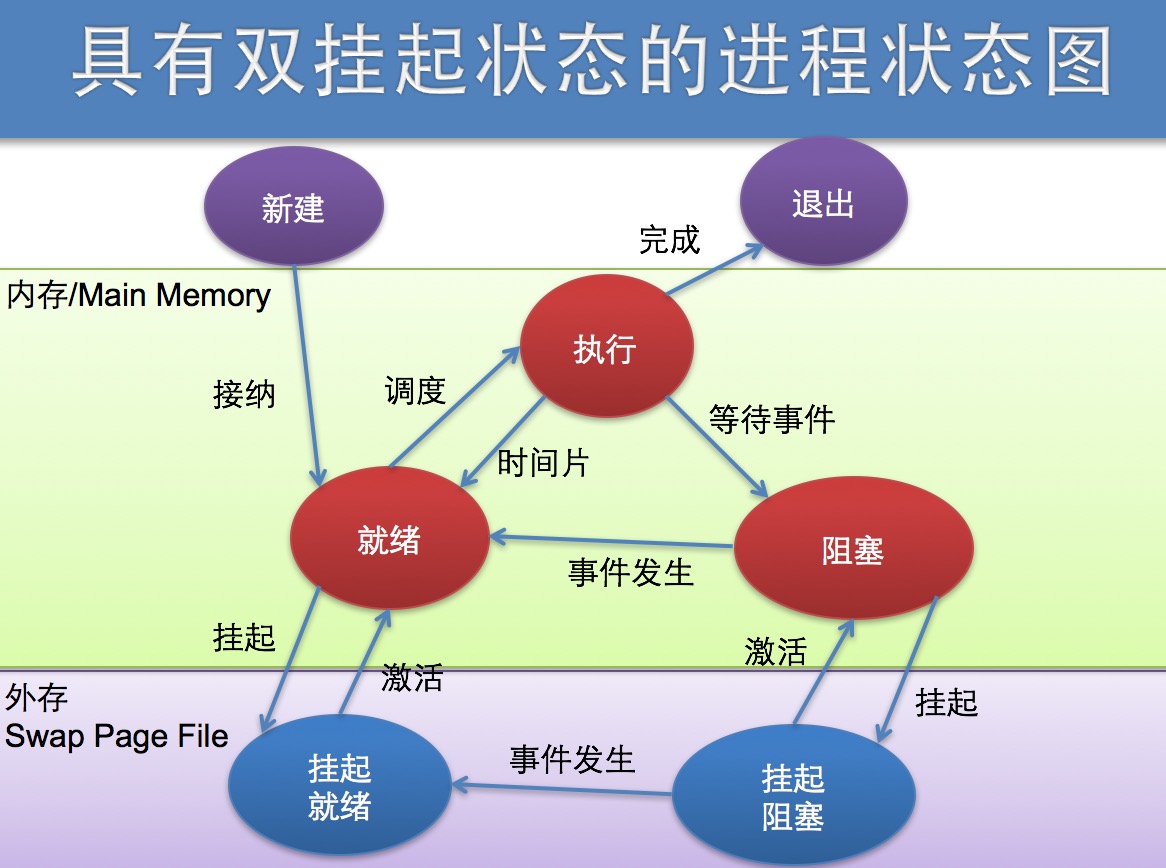 具有双挂起状态的进程状态图
新建
退出
完成
内存/Main Memory
执行
接纳
调度
等待事件
时间片
就绪
阻塞
事件发生
挂起
激活
激活
挂起
外存
Swap Page File
事件发生
挂起
就绪
挂起
阻塞